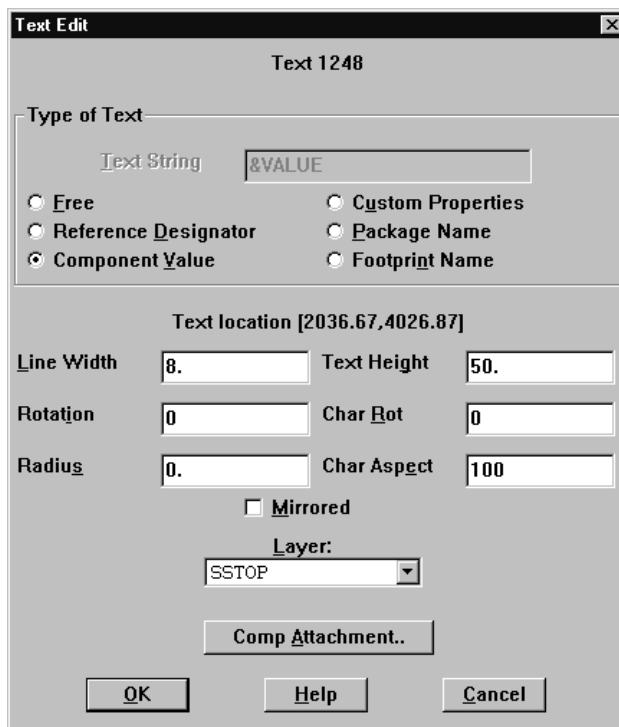 Text Edit
Text 1248
Type of Text
Text String &VALUE
Free Custom Properties
Reference Designator Package Name
Component Value Footprint Name
Text location [2036.67,4026.87]
Line Width 8. Text Height 50.
Rotation 0 Char Rot 0
Radius 0. Char Aspect 100
Mirrored
Layer:
SSTOP
Comp Attachment..
OK Help Cancel